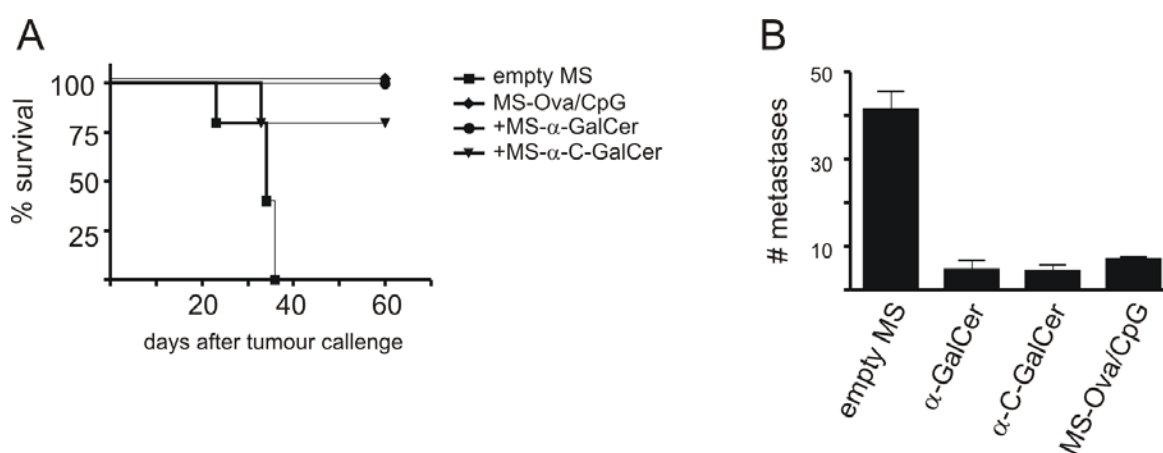 A
% survival
100
75
50
25
20
40
60
days after tumour callenge
empty MS
MS-Ova/CpG
+MS-α-GalCer
+MS-α-C-GalCer
B
# metastases
50
30
10
empty MS
α-GalCer
α-C-GalCer
MS-Ova/CpG